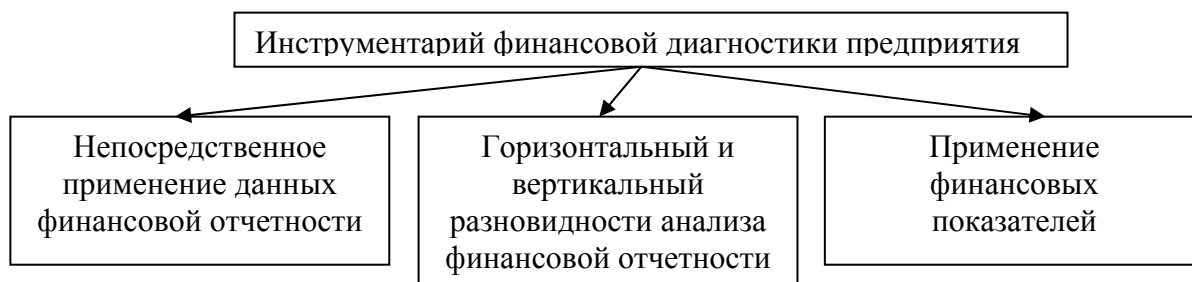 Инструментарий финансовой диагностики предприятия
Непосредственное
применение данных
финансовой отчетности
Горизонтальный и
вертикальный
разновидности анализа
финансовой отчетности
Применение
финансовых
показателей